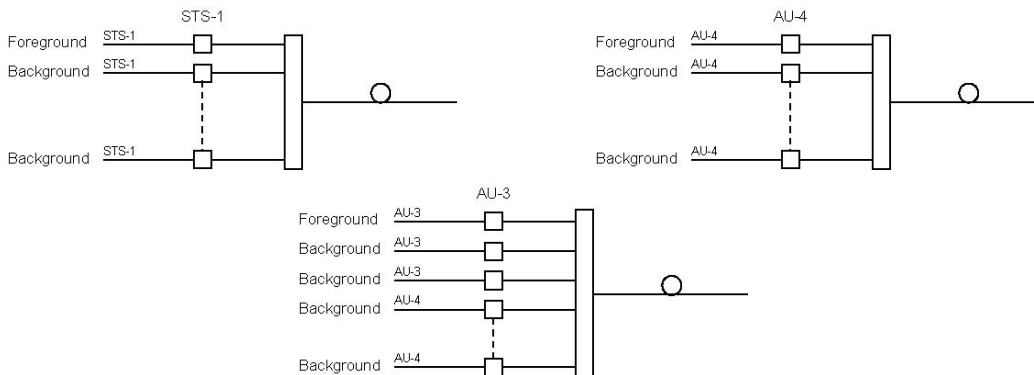 STS-1
Foreground STS-1
Background STS-1
Background STS-1
AU-4
Foreground AU-4
Background AU-4
Background AU-4
AU-3
Foreground AU-3
Background AU-3
Background AU-3
Background AU-4
Background AU-4